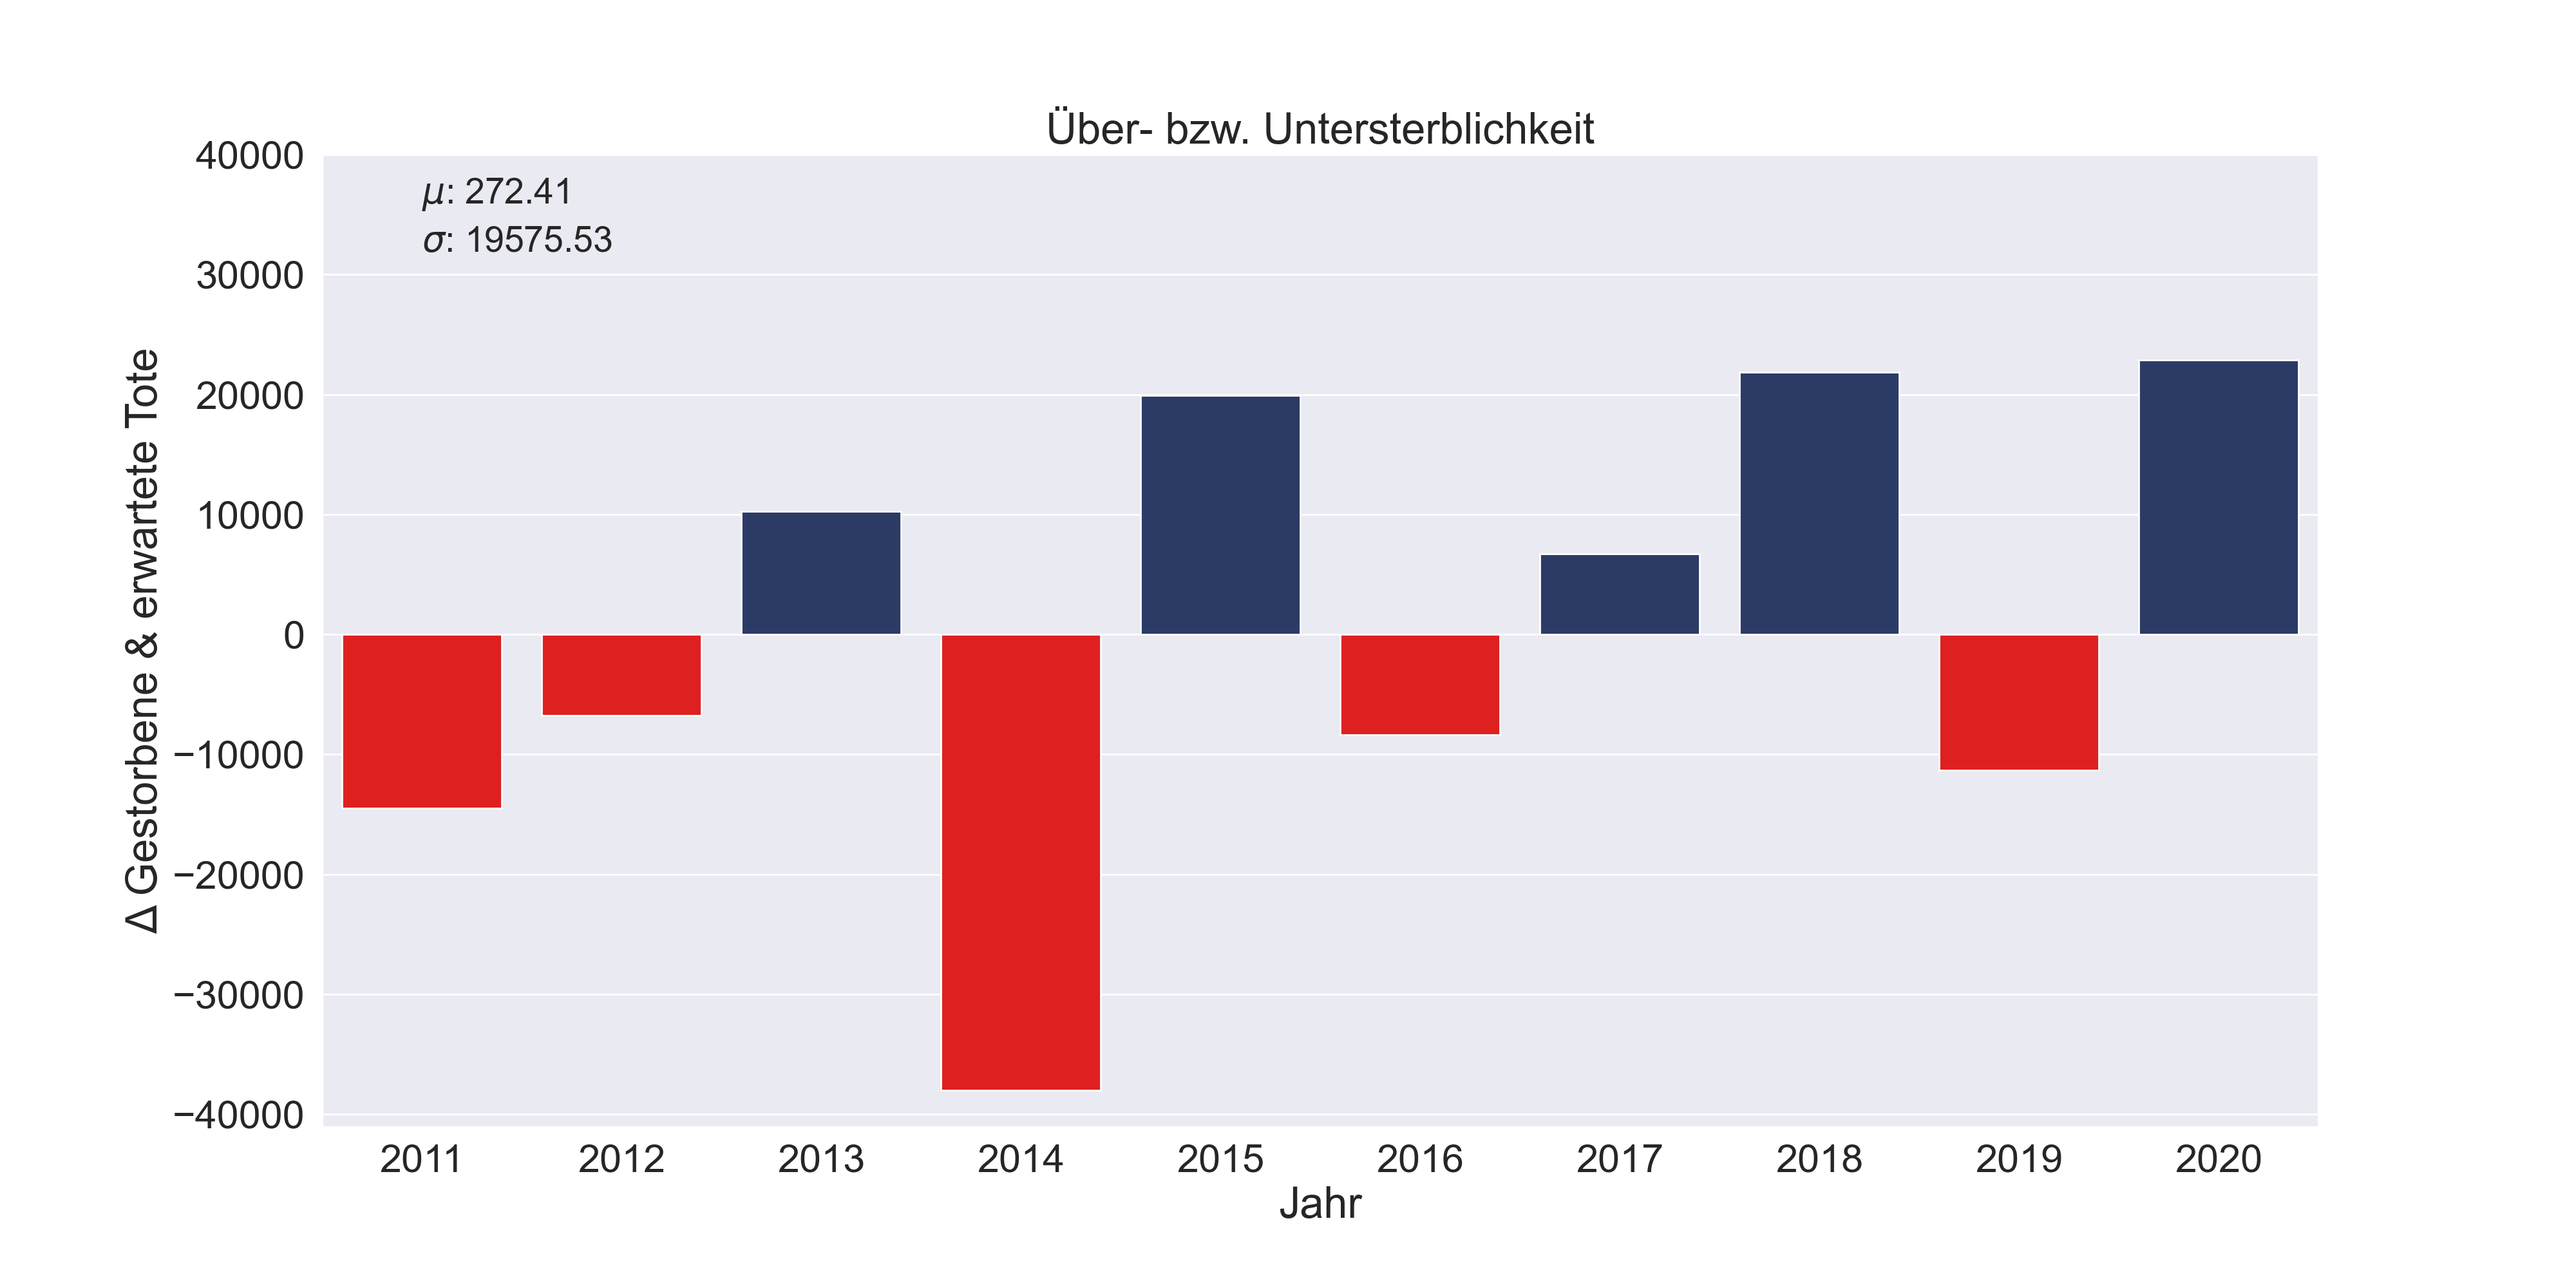 Über- bzw. Untersterblichkeit
μ: 272.41
σ: 19575.53
40000
30000
20000
10000
0
−10000
−20000
−30000
−40000
Δ Gestorbene & erwartete Tote
2011 2012 2013 2014 2015 2016 2017 2018 2019 2020
Jahr